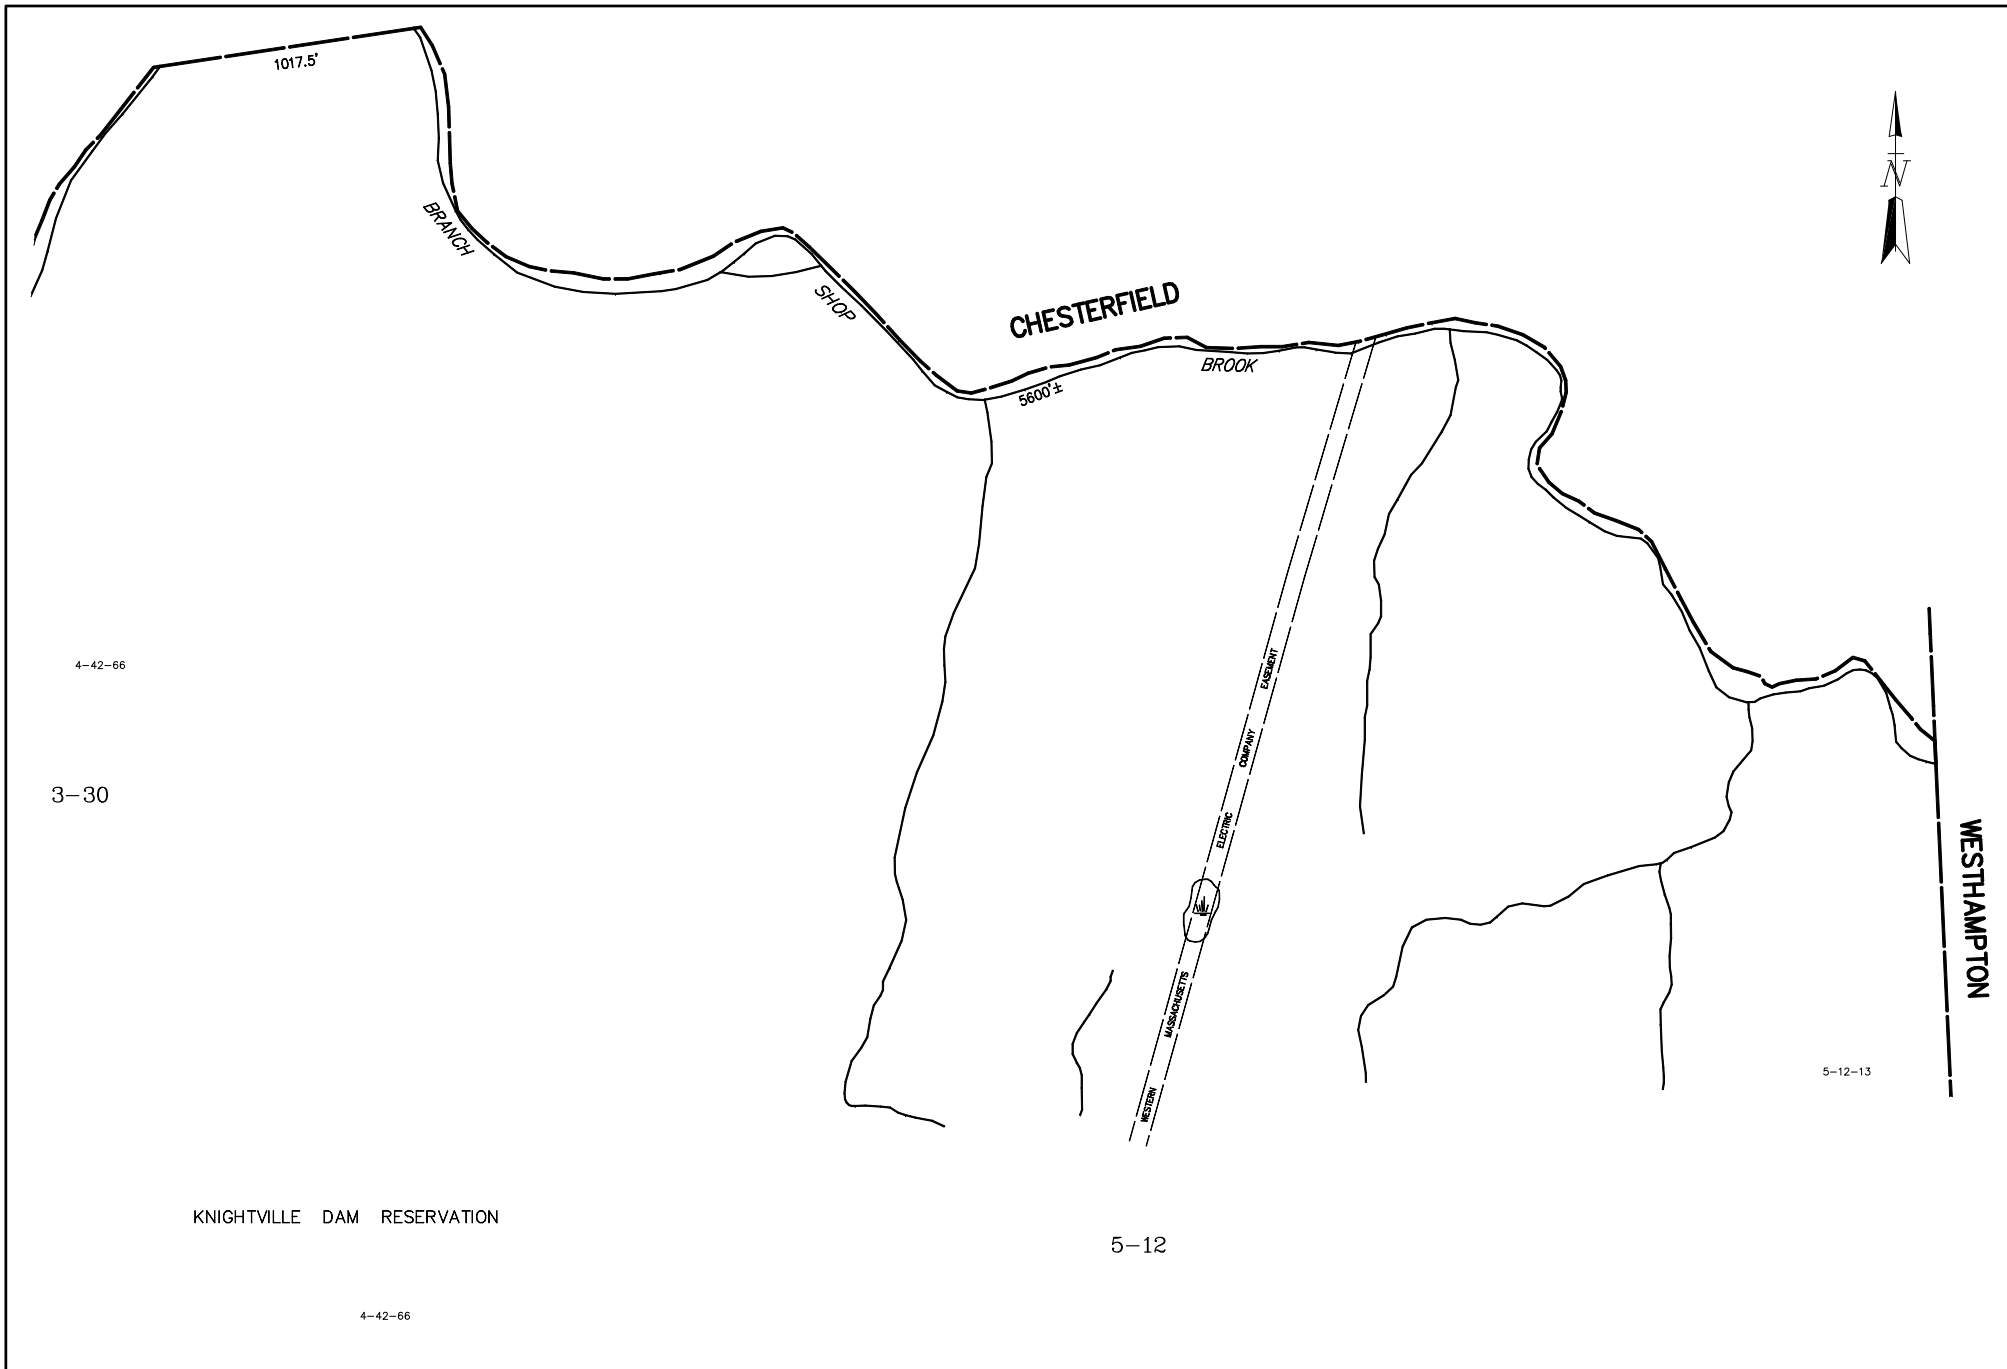 1017.5'
N
BRANCH
SHOP
CHESTERFIELD
BROOK
5600'±
4-42-66
3-30
EASEMENT
COMPANY
ELECTRIC
MASSACHUSETTS
WESTERN
WESTHAMPTON
5-12-13
KNIGHTVILLE DAM RESERVATION
5-12
4-42-66